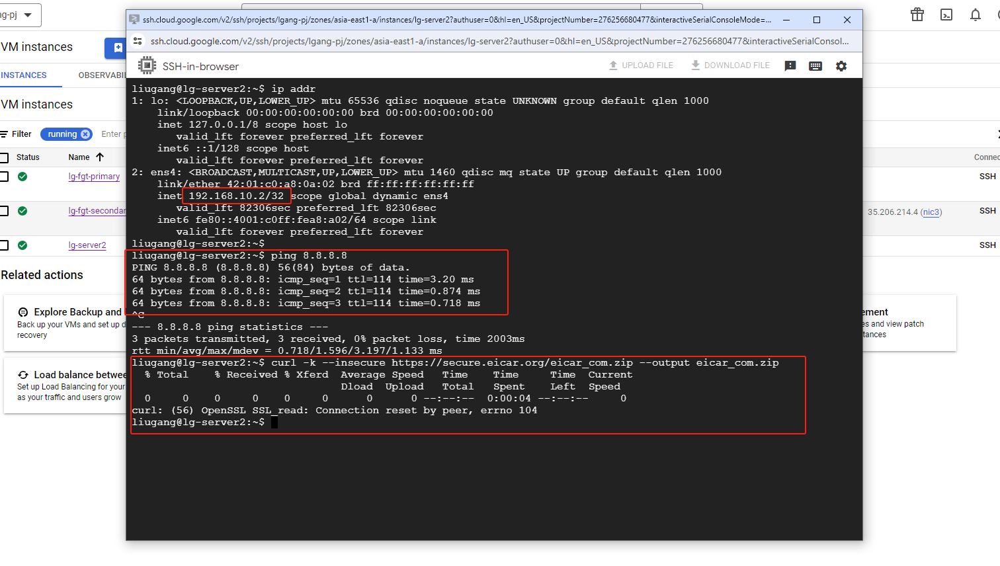 ng-pj
ssh.cloud.google.com/v2/ssh/projects/lgang-pj/zones/asia-east1-a/instances/lg-server2?authuser=0&hl=en_US&projectNumber=276256680477&interactiveSerialConsoleMode=...
ssh.cloud.google.com/v2/ssh/projects/lgang-pj/zones/asia-east1-a/instances/lg-server2?authuser=0&hl=en_US&projectNumber=276256680477&interactiveSerialConsol...
VM instances
SSH-in-browser
UPLOAD FILE
DOWNLOAD FILE
INSTANCES
OBSERVABI
VM instances
Filter
running
Enter p
Status
Name
Connec
lg-fgt-primary
SSH
lg-fgt-secondar
35.206.214.4 (nic3)
SSH
lg-server2
SSH
Related actions
Explore Backup and
Back up your VMs and set up d
recovery
Load balance betwee
Set up Load Balancing for your
as your traffic and users grow
ement
es and view patch
tances
liugang@lg-server2:~$ ip addr
1: lo: <LOOPBACK,UP,LOWER_UP> mtu 65536 qdisc noqueue state UNKNOWN group default qlen 1000
link/loopback 00:00:00:00:00:00 brd 00:00:00:00:00:00
inet 127.0.0.1/8 scope host lo
valid_lft forever preferred_lft forever
inet6 ::1/128 scope host
valid_lft forever preferred_lft forever
2: ens4: <BROADCAST,MULTICAST,UP,LOWER_UP> mtu 1460 qdisc mq state UP group default qlen 1000
link/ether 42:01:c0:a8:0a:02 brd ff:ff:ff:ff:ff:ff
inet 192.168.10.2/32 scope global dynamic ens4
valid_lft 82306sec preferred_lft 82306sec
inet6 fe80::4001:c0ff:fea8:a02/64 scope link
valid_lft forever preferred_lft forever
liugang@lg-server2:~$
liugang@lg-server2:~$ ping 8.8.8.8
PING 8.8.8.8 (8.8.8.8) 56(84) bytes of data.
64 bytes from 8.8.8.8: icmp_seq=1 ttl=114 time=3.20 ms
64 bytes from 8.8.8.8: icmp_seq=2 ttl=114 time=0.874 ms
64 bytes from 8.8.8.8: icmp_seq=3 ttl=114 time=0.718 ms
^C
--- 8.8.8.8 ping statistics ---
3 packets transmitted, 3 received, 0% packet loss, time 2003ms
rtt min/avg/max/mdev = 0.718/1.596/3.197/1.133 ms
liugang@lg-server2:~$ curl -k --insecure https://secure.eicar.org/eicar_com.zip --output eicar_com.zip
% Total % Received % Xferd Average Speed Time Time Time Current
Dload Upload Total Spent Left Speed
0 0 0 0 0 0 0 0 --:--:-- 0:00:04 --:--:-- 0
curl: (56) OpenSSL SSL_read: Connection reset by peer, errno 104
liugang@lg-server2:~$